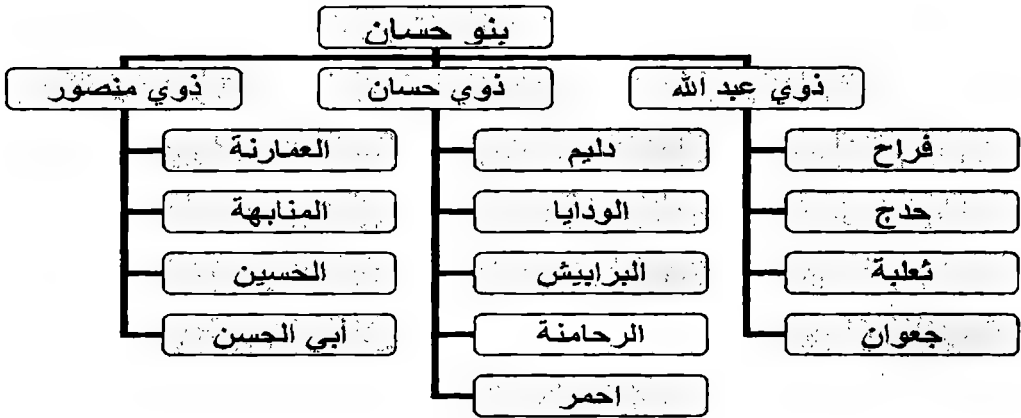 بنو حسان
ذوي عبد الله
ذوي حسان
ذوي منصور
فراح
دليم
العمارنة
حدج
الودايا
المنابهة
ثعلبة
البرابيش
الحسين
جعوان
الرحامنة
أبي الحسن
احمر